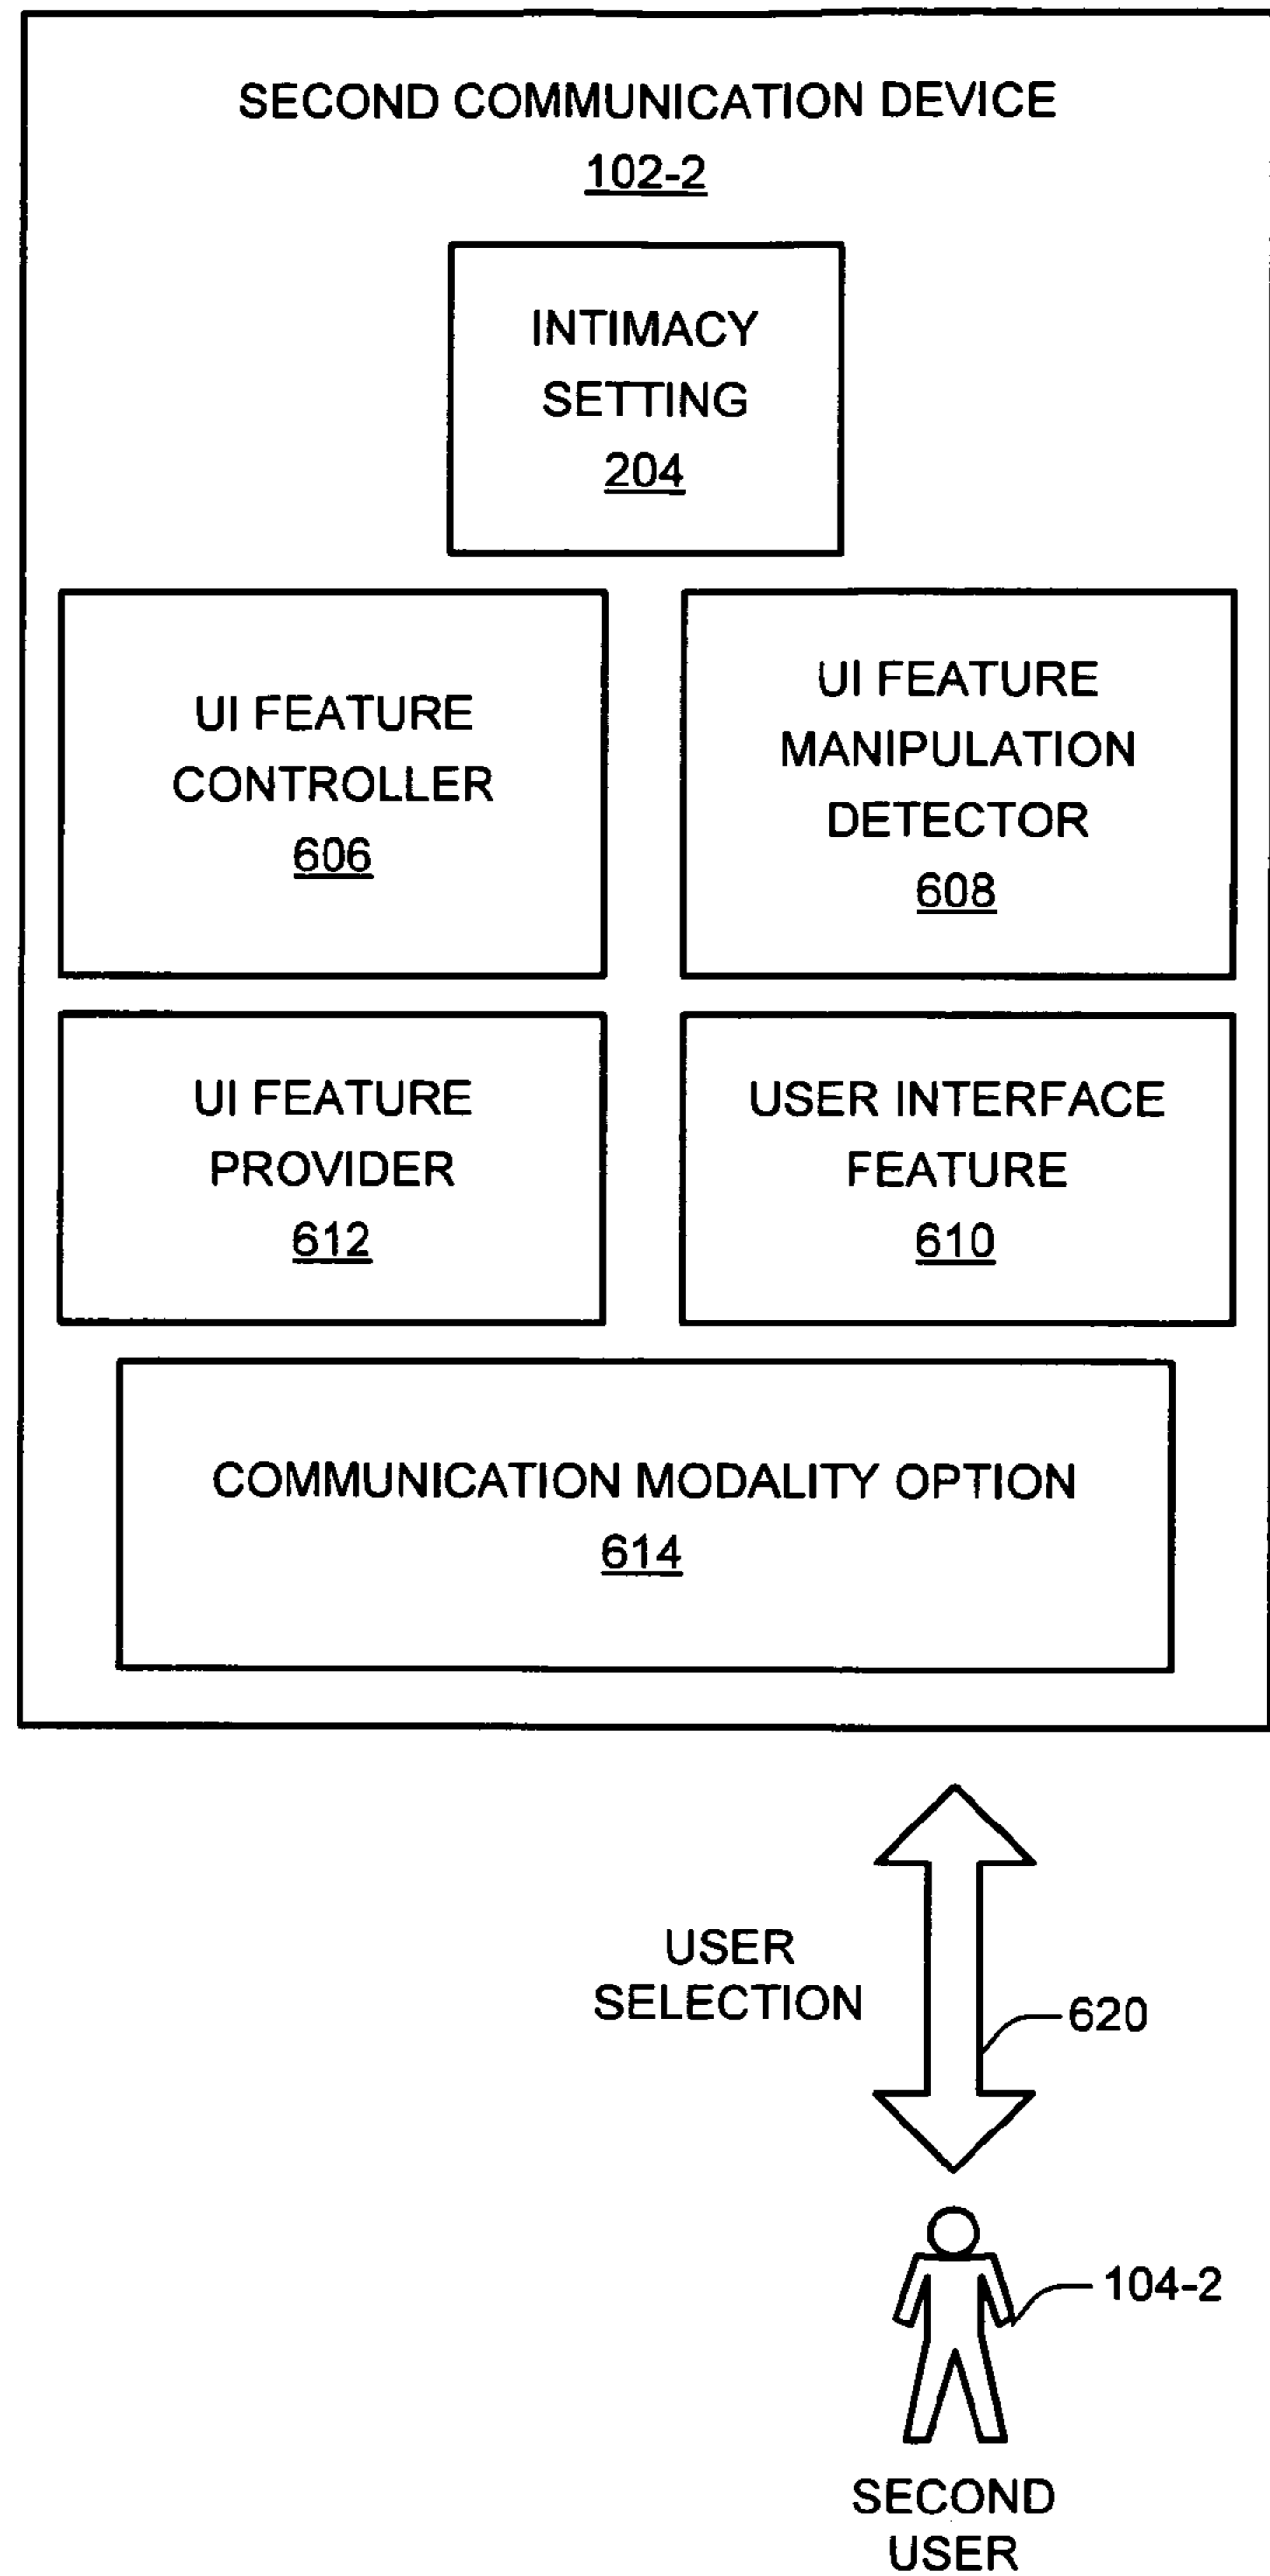 SECOND COMMUNICATION DEVICE
102-2
INTIMACY
SETTING
204
UI FEATURE
CONTROLLER
606
UI FEATURE
MANIPULATION
DETECTOR
608
UI FEATURE
PROVIDER
612
USER INTERFACE
FEATURE
610
COMMUNICATION MODALITY OPTION
614
USER
SELECTION
620
104-2
SECOND
USER